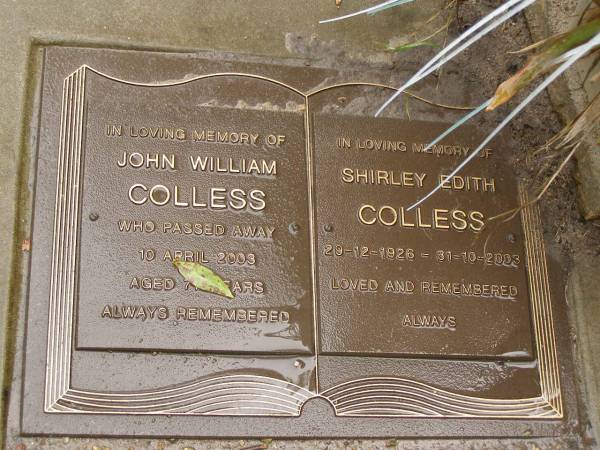 IN LOVING MEMORY OF
JOHN WILLIAM
COLLESS
WHO PASSED AWAY
10 APRIL 2003
AGED YEARS
ALWAYS REMEMBERED
IN LOVING MEMORY OF
SHIRLEY EDITH
COLLESS
29-12-1926 - 31-10-2003
LOVED AND REMEMBERED
ALWAYS